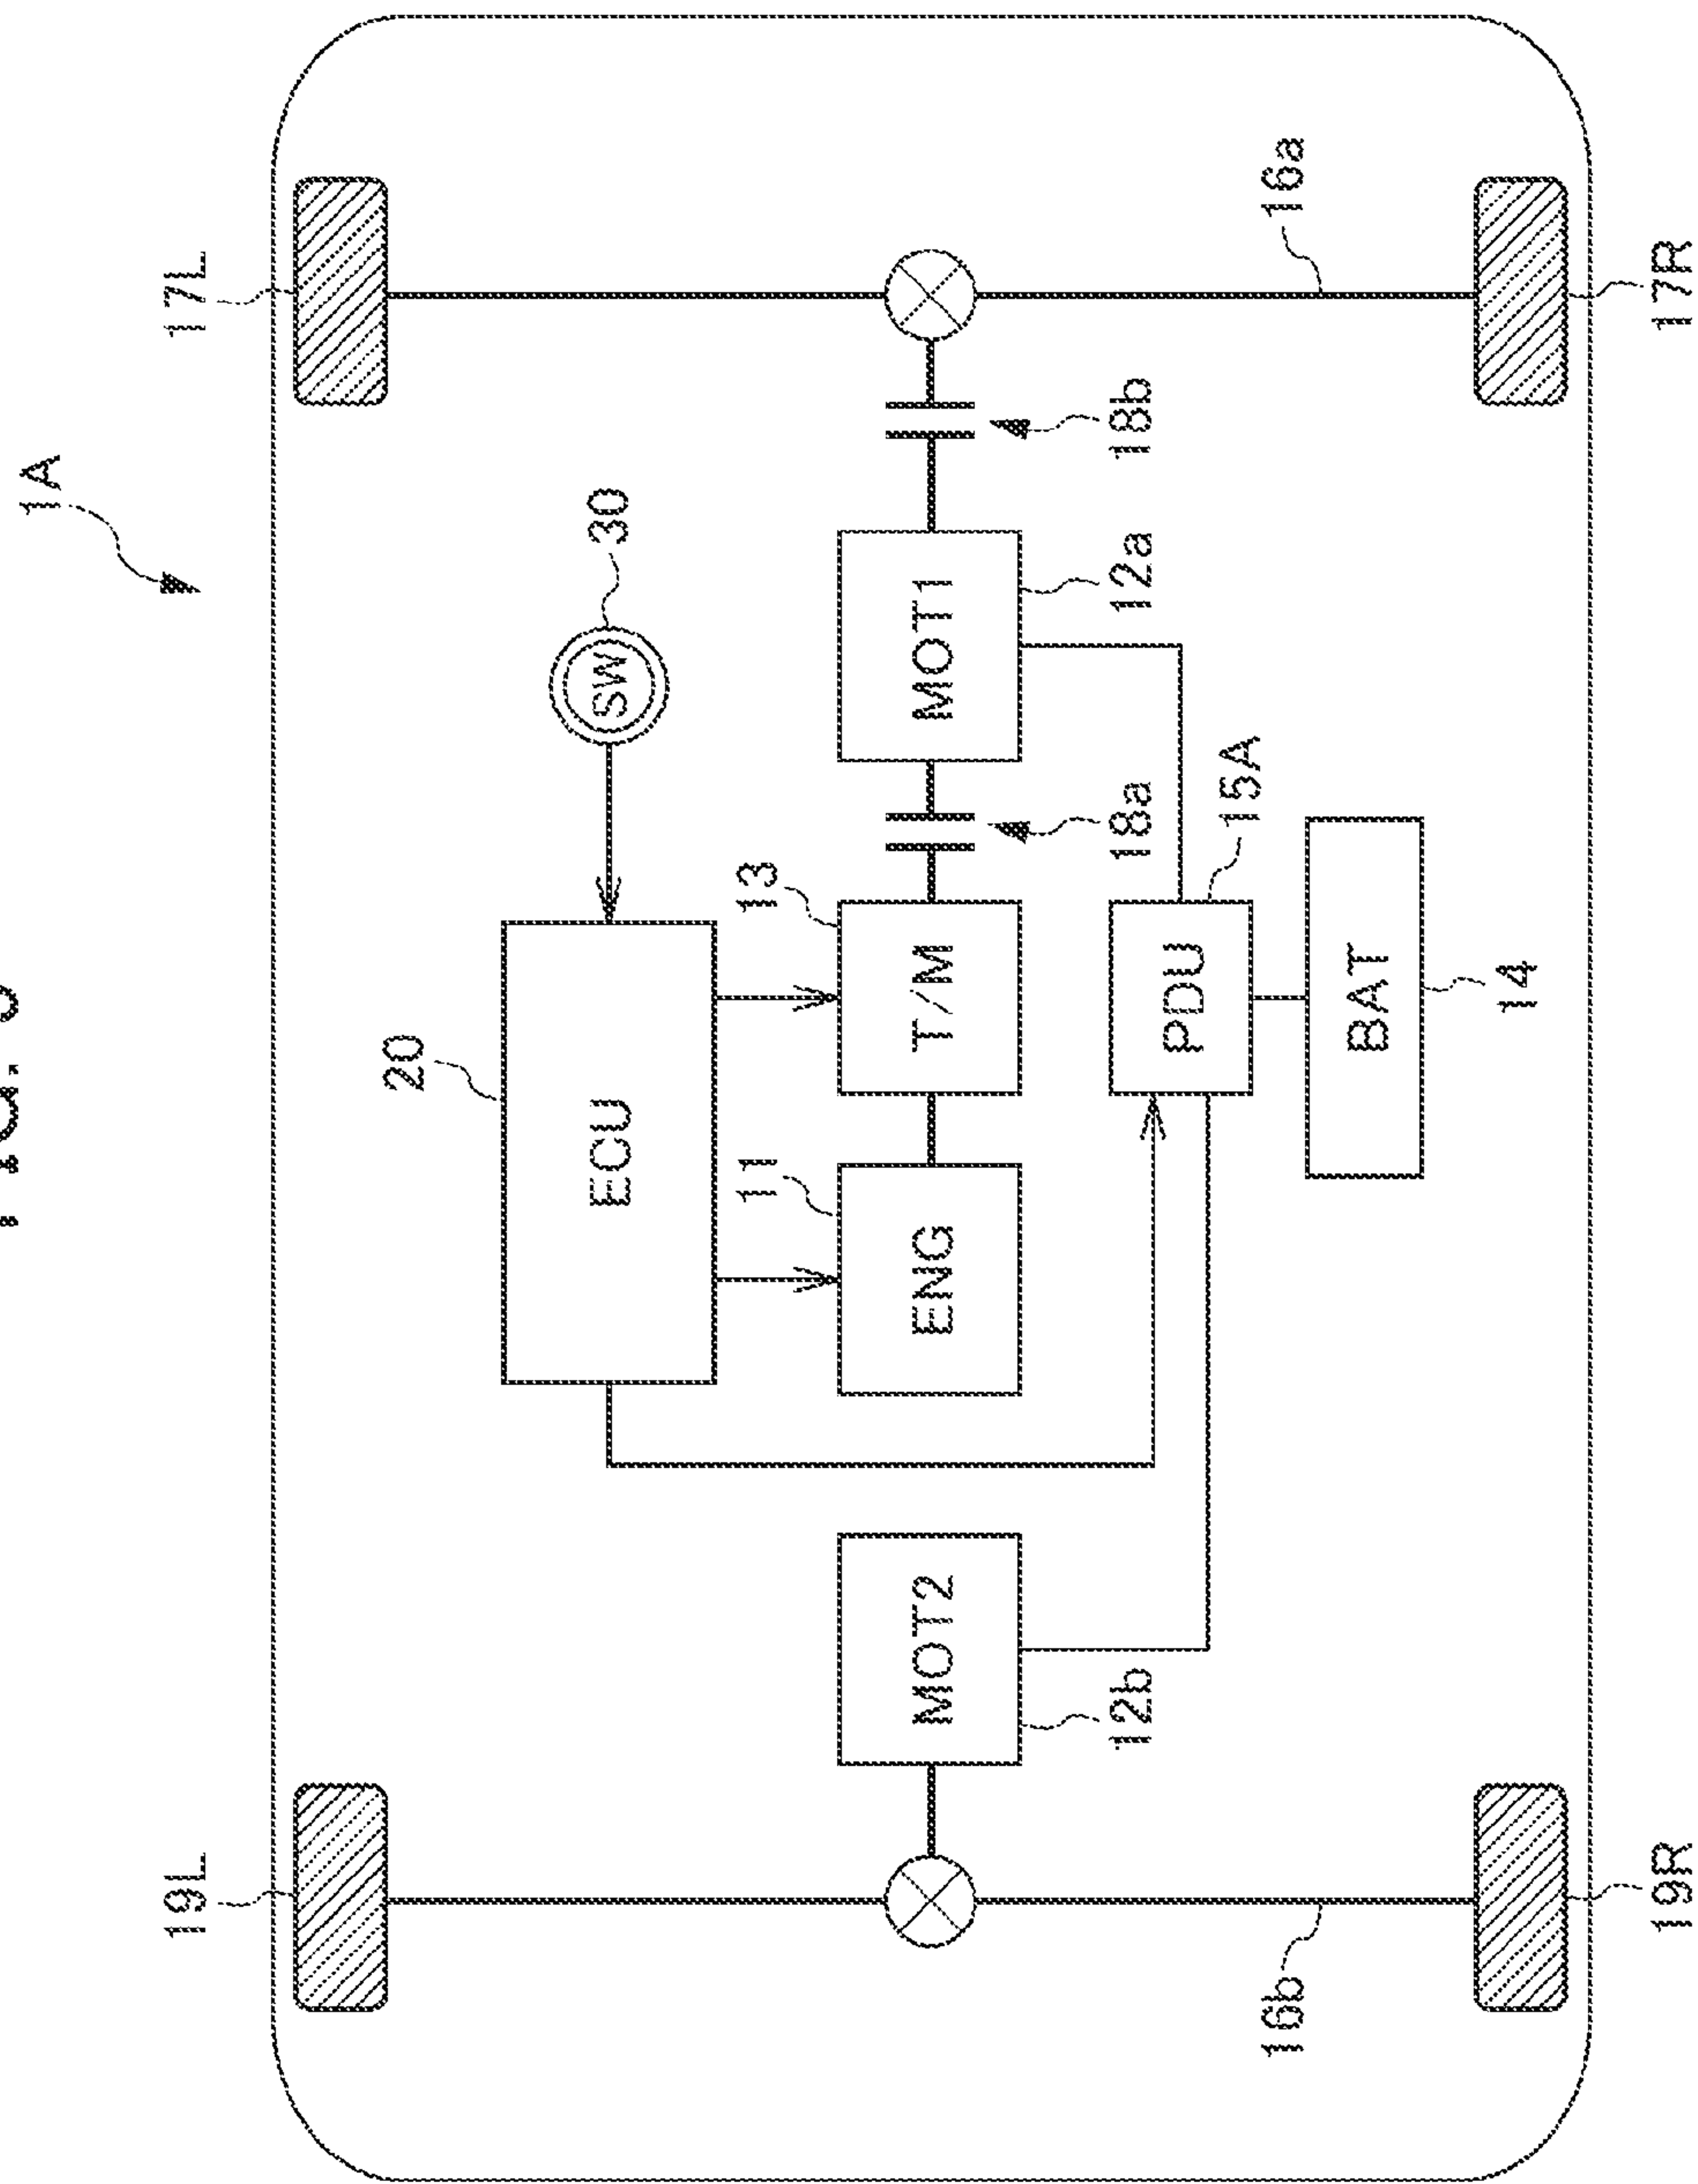 1A
19L
17L
20
ECU
SW
30
11
13
MOT2
ENG
T/M
MOT1
12b
18a
12a
18b
PDU
15A
16b
16a
BAT
14
19R
17R